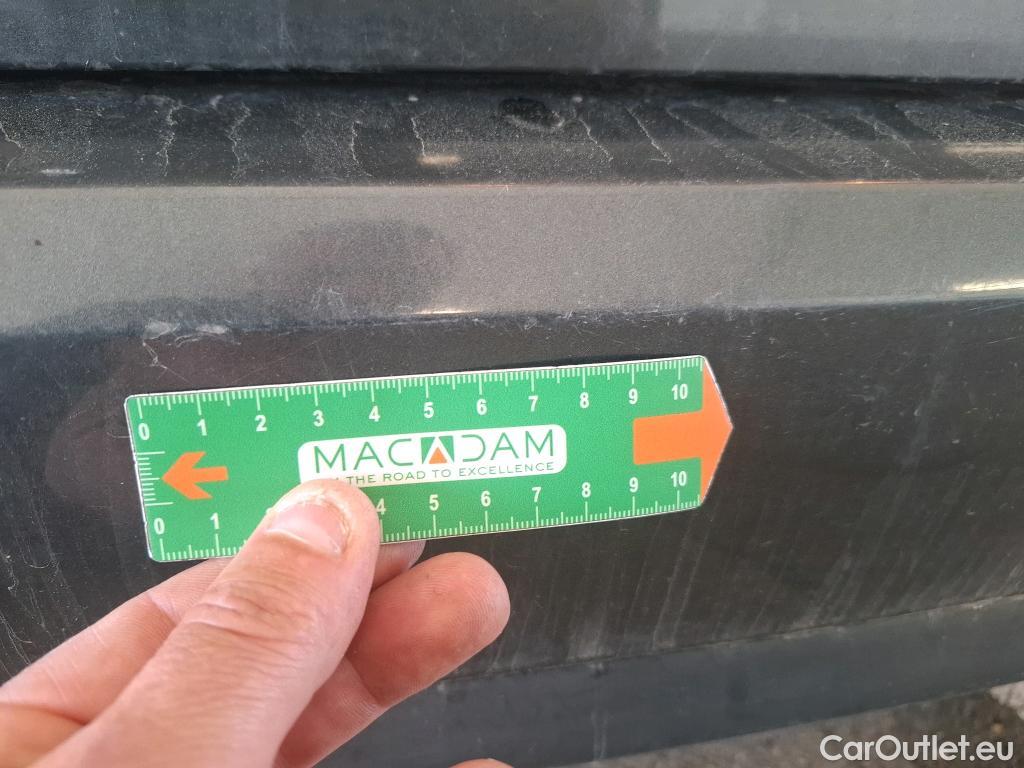 0 1 2 3 4 5 6 7 8 9 10
MACADAM
THE ROAD TO EXCELLENCE
0 1 4 5 6 7 8 9 10
CarOutlet.eu